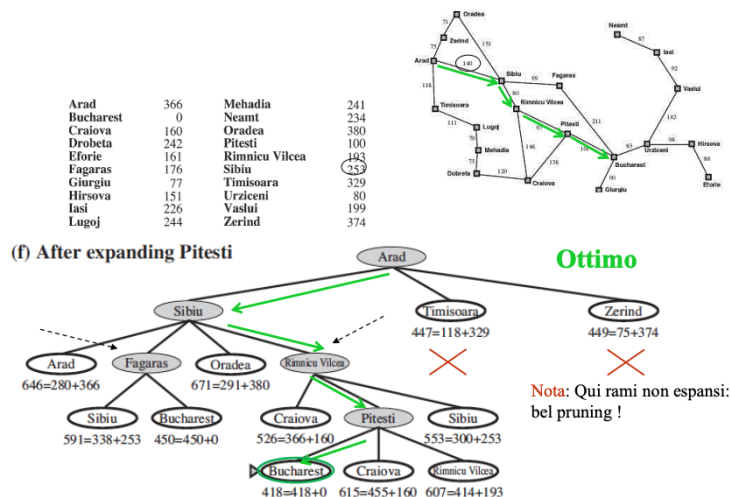 Oradea
71
Zerind
151
75
Arad
140
Sibiu
99
Fagaras
118
80
Rimnicu Vilcea
Timisoara
111
Lugoj
70
Mehadia
75
Dobreta
120
146
97
Pitesti
211
138
101
Craiova
Bucharest
90
Giurgiu
85
Urziceni
98
Hirsova
86
Eforie
142
Vaslui
92
Iasi
87
Neamt
Arad 366 Mehadia 241
Bucharest 0 Neamt 234
Craiova 160 Oradea 380
Drobeta 242 Pitesti 100
Eforie 161 Rimnicu Vilcea 193
Fagaras 176 Sibiu 253
Giurgiu 77 Timisoara 329
Hirsova 151 Urziceni 80
Iasi 226 Vaslui 199
Lugoj 244 Zerind 374
(f) After expanding Pitesti
Ottimo
Arad
Sibiu
Timisoara
Zerind
447=118+329
449=75+374
Arad
Fagaras
Oradea
Rimnicu Vilcea
646=280+366
671=291+380
Nota: Qui rami non espansi:
bel pruning !
Sibiu
Bucharest
Craiova
Pitesti
Sibiu
591=338+253
450=450+0
526=366+160
553=300+253
Bucharest
Craiova
Rimnicu Vilcea
418=418+0
615=455+160
607=414+193